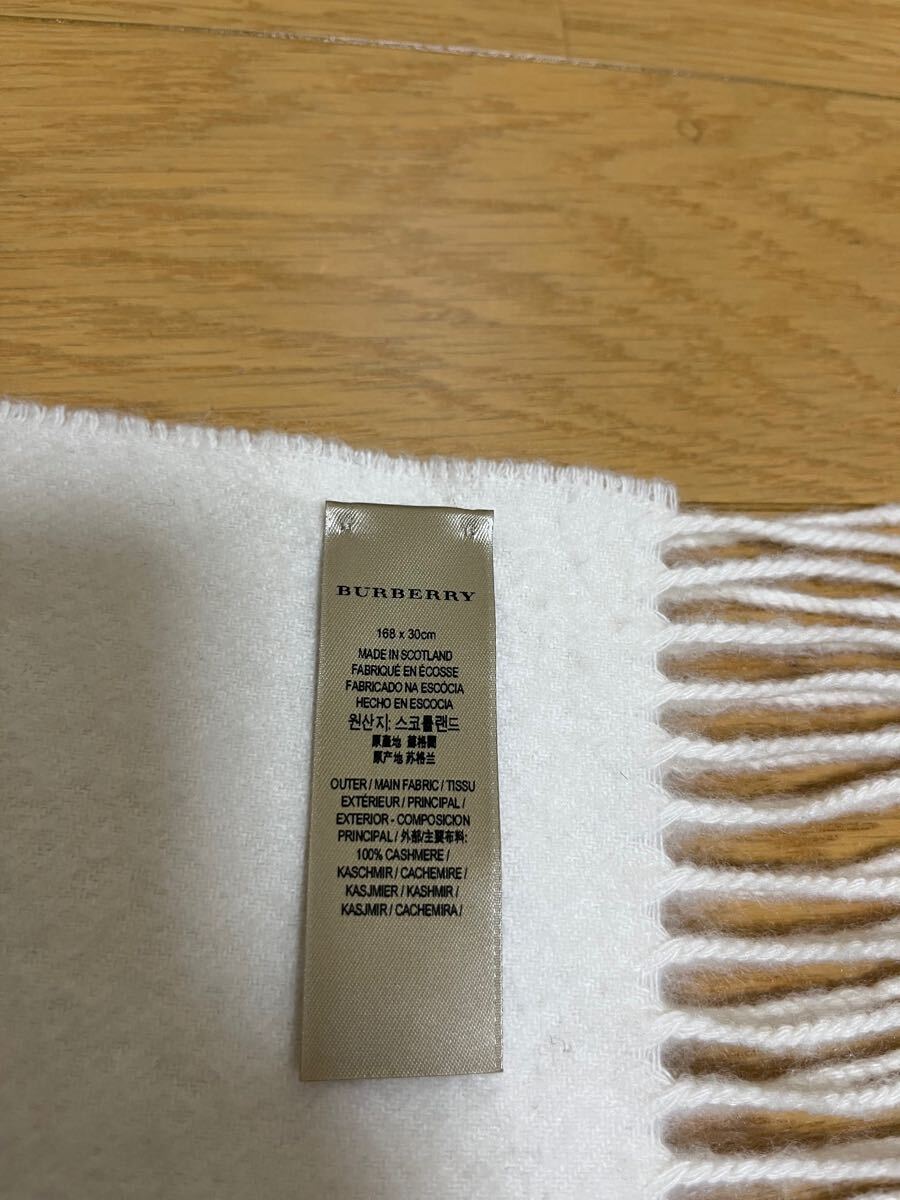 BURBERRY
168 x 30cm
MADE IN SCOTLAND
FABRIQUÉ EN ÉCOSSE
FABRICADO NA ESCÓCIA
HECHO EN ESCOCIA
원산지: 스코틀랜드
原產地 蘇格蘭
原产地 苏格兰
OUTER / MAIN FABRIC / TISSU
EXTÉRIEUR / PRINCIPAL /
EXTERIOR - COMPOSICION
PRINCIPAL / 外部/主要布料:
100% CASHMERE /
KASCHMIR / CACHEMIRE /
KASJMIER / KASHMIR /
KASJMIR / CACHEMIRA /